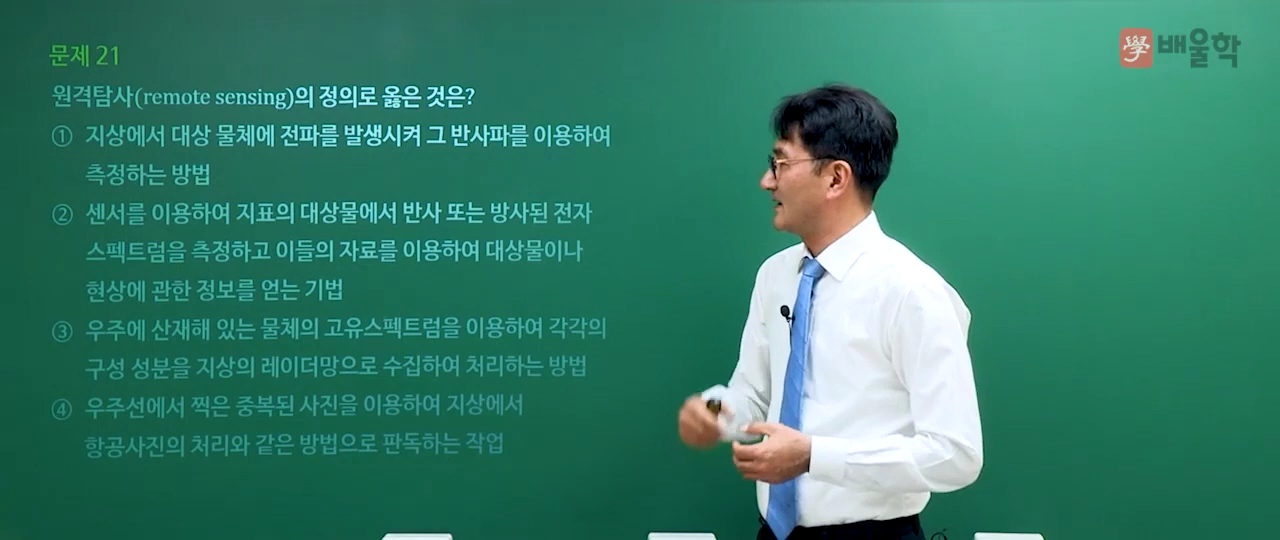 문제 21
學 배울학
원격탐사(remote sensing)의 정의로 옳은 것은?
① 지상에서 대상 물체에 전파를 발생시켜 그 반사파를 이용하여
측정하는 방법
② 센서를 이용하여 지표의 대상물에서 반사 또는 방사된 전자
스펙트럼을 측정하고 이들의 자료를 이용하여 대상물이나
현상에 관한 정보를 얻는 기법
③ 우주에 산재해 있는 물체의 고유스펙트럼을 이용하여 각각의
구성 성분을 지상의 레이더망으로 수집하여 처리하는 방법
④ 우주선에서 찍은 중복된 사진을 이용하여 지상에서
항공사진의 처리와 같은 방법으로 판독하는 작업